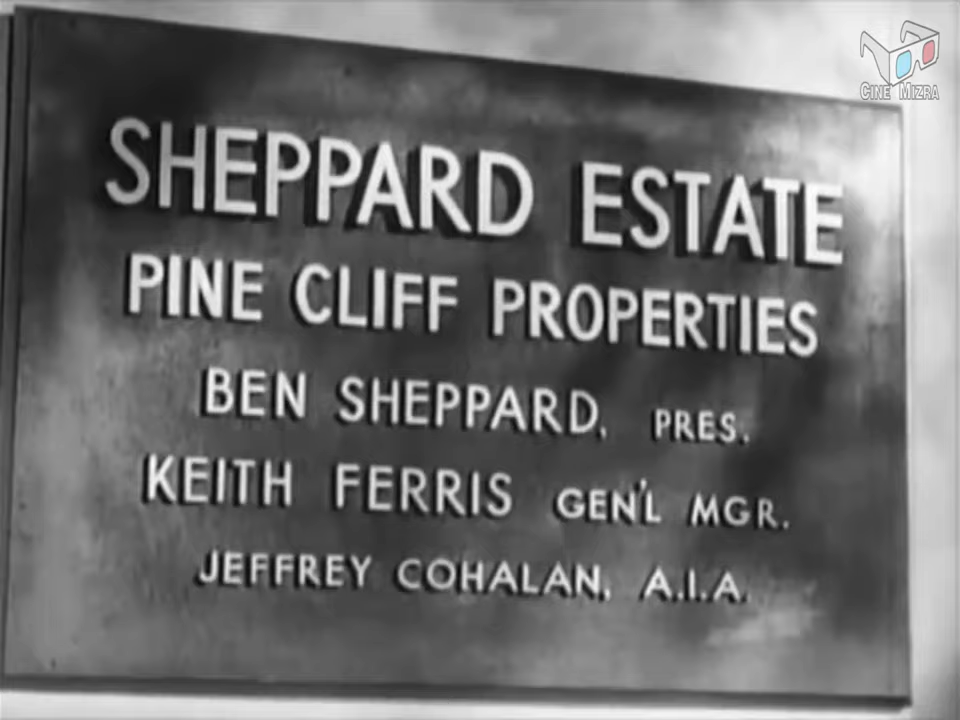 CINE MIZRA
SHEPPARD ESTATE
PINE CLIFF PROPERTIES
BEN SHEPPARD, PRES.
KEITH FERRIS GEN'L MGR.
JEFFREY COHALAN, A.I.A.